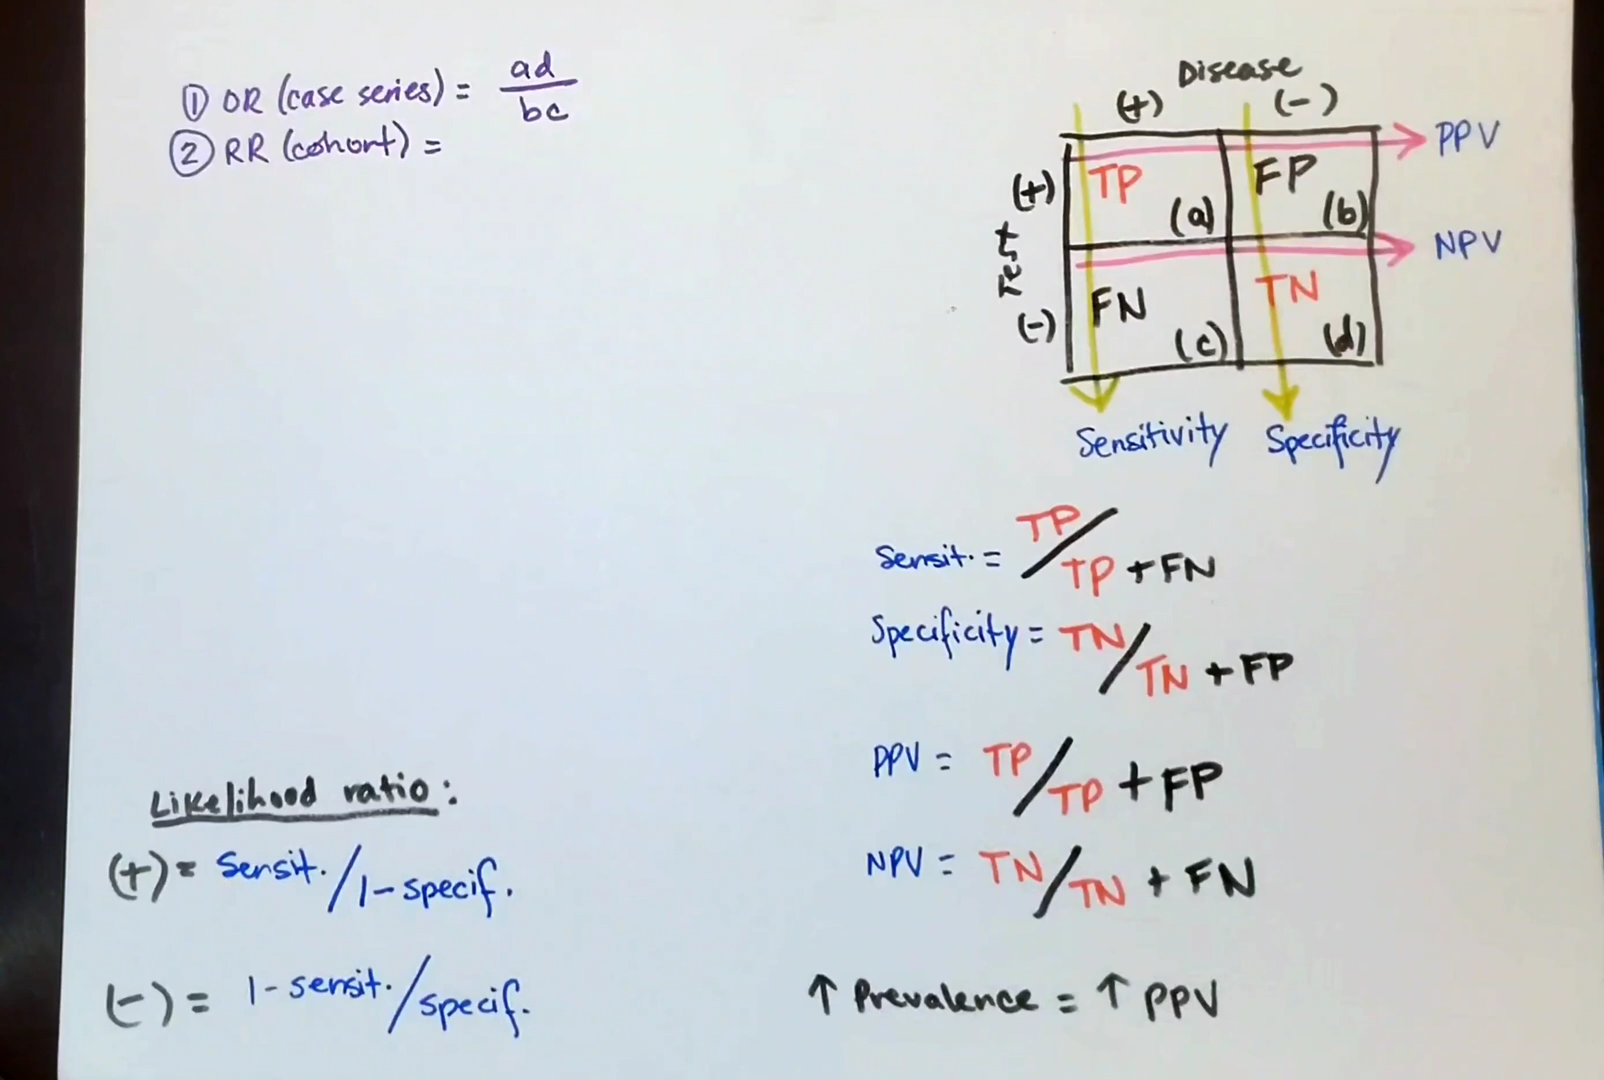 ① OR (case series) = ad/bc
② RR (cohort) =
Disease
(+) (-)
Test
(+) TP (a) FP (b) PPV
(-) FN (c) TN (d) NPV
Sensitivity Specificity
Sensit. = TP/TP + FN
Specificity = TN/TN + FP
PPV = TP/TP + FP
NPV = TN/TN + FN
↑ Prevalence = ↑ PPV
Likelihood ratio:
(+) = Sensit./1-specif.
(-) = 1-sensit./specif.